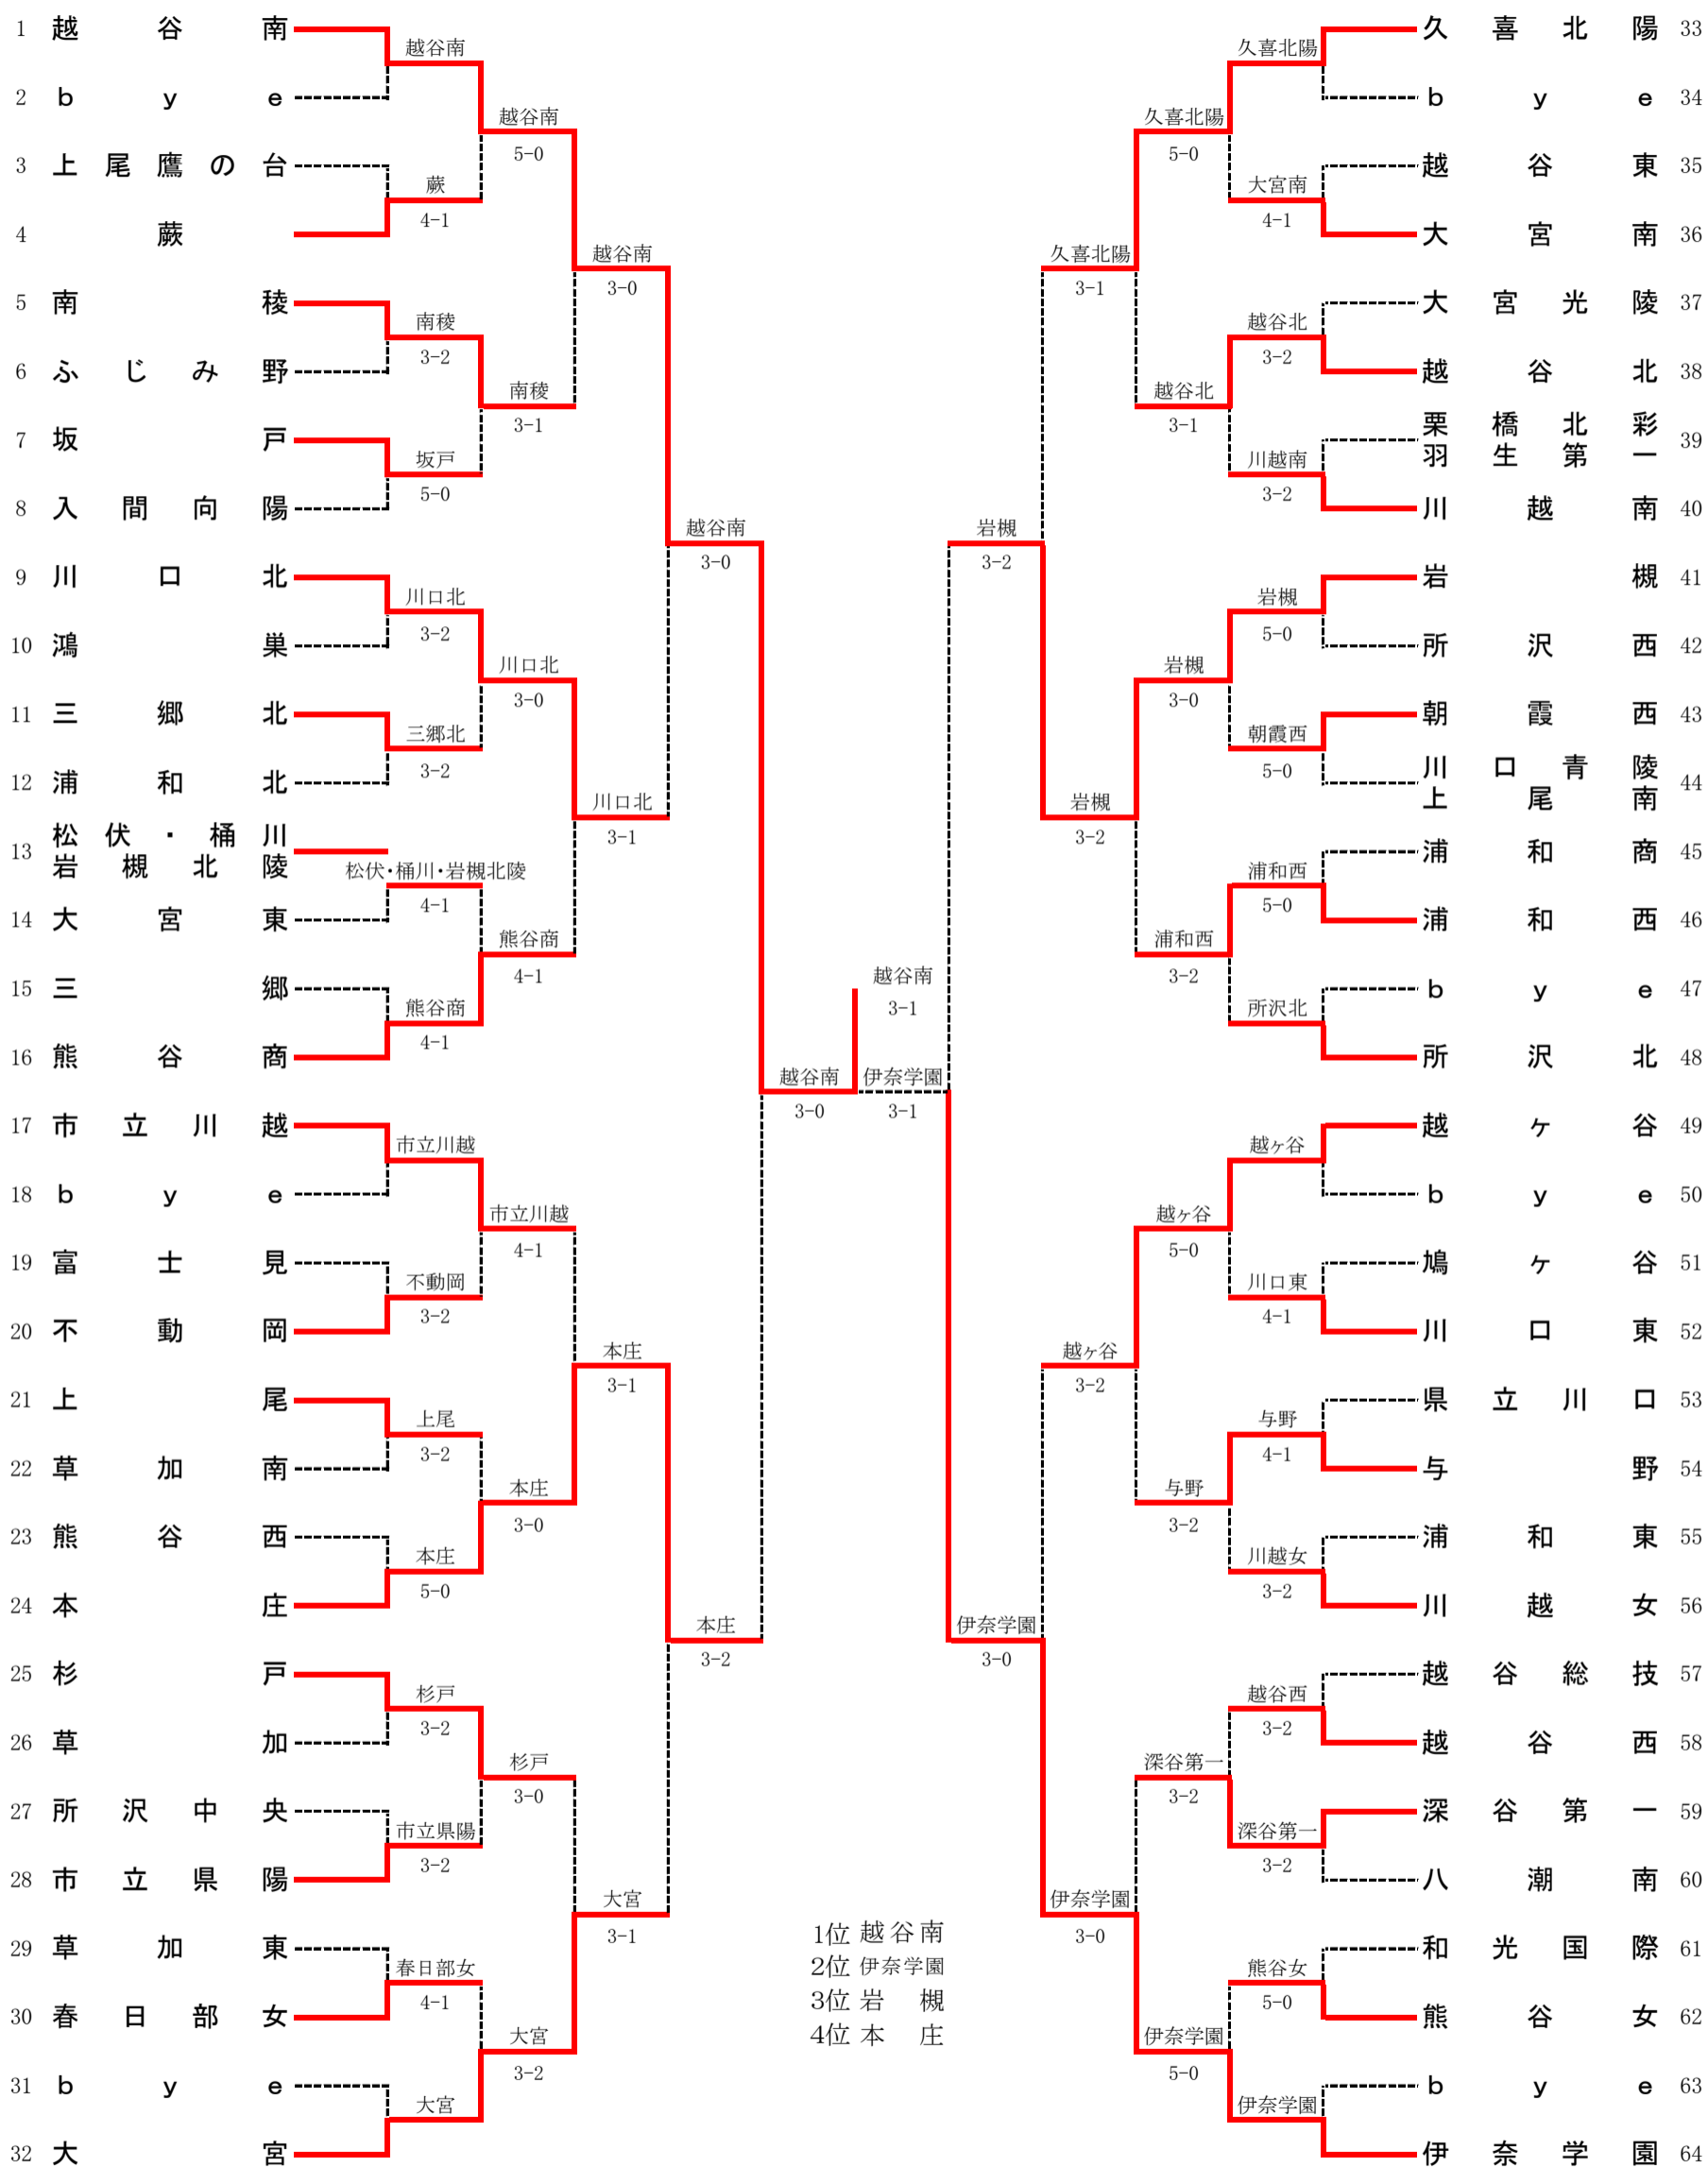 1 越谷南
2 bye
3 上尾鷹の台
4 蕨
5 南稜
6 ふじみ野
7 坂戸
8 入間向陽
9 川口北
10 鴻巣
11 三郷北
12 浦和北
13 松伏・桶川
岩槻北陵
14 大宮東
15 三郷
16 熊谷商
17 市立川越
18 bye
19 富士見
20 不動岡
21 上尾
22 草加南
23 熊谷西
24 本庄
25 杉戸
26 草加
27 所沢中央
28 市立県陽
29 草加東
30 春日部女
31 bye
32 大宮
越谷南
蕨
4-1
南稜
3-2
坂戸
5-0
川口北
3-2
三郷北
3-2
松伏・桶川・岩槻北陵
4-1
熊谷商
4-1
市立川越
不動岡
3-2
上尾
3-2
本庄
5-0
杉戸
3-2
市立県陽
3-2
春日部女
4-1
大宮
越谷南
5-0
南稜
3-1
川口北
3-0
熊谷商
4-1
市立川越
4-1
本庄
3-0
杉戸
3-0
大宮
3-2
越谷南
3-0
川口北
3-1
本庄
3-1
大宮
3-1
越谷南
3-0
本庄
3-2
越谷南
3-0
越谷南
3-1
伊奈学園
3-1
岩槻
3-2
伊奈学園
3-0
久喜北陽
3-1
岩槻
3-2
越ヶ谷
3-2
伊奈学園
3-0
久喜北陽
5-0
越谷北
3-1
岩槻
3-0
浦和西
3-2
越ヶ谷
5-0
与野
3-2
深谷第一
3-2
伊奈学園
5-0
久喜北陽
大宮南
4-1
越谷北
3-2
川越南
3-2
岩槻
5-0
朝霞西
5-0
浦和西
5-0
所沢北
越ヶ谷
川口東
4-1
与野
4-1
川越女
3-2
越谷西
3-2
深谷第一
3-2
熊谷女
5-0
伊奈学園
久喜北陽 33
bye 34
越谷東 35
大宮南 36
大宮光陵 37
越谷北 38
栗橋北彩
羽生第一 39
川越南 40
岩槻 41
所沢西 42
朝霞西 43
川口青陵
上尾南 44
浦和商 45
浦和西 46
bye 47
所沢北 48
越ヶ谷 49
bye 50
鳩ヶ谷 51
川口東 52
県立川口 53
与野 54
浦和東 55
川越女 56
越谷総技 57
越谷西 58
深谷第一 59
八潮南 60
和光国際 61
熊谷女 62
bye 63
伊奈学園 64
1位 越谷南
2位 伊奈学園
3位 岩槻
4位 本庄